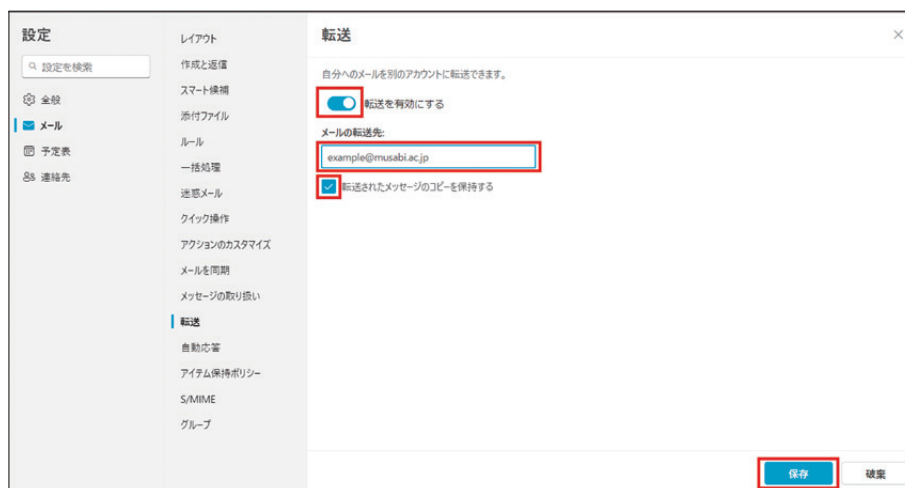 設定
設定を検索
全般
メール
予定表
連絡先
レイアウト
作成と返信
スマート候補
添付ファイル
ルール
一括処理
迷惑メール
クイック操作
アクションのカスタマイズ
メールを同期
メッセージの取り扱い
転送
自動応答
アイテム保持ポリシー
S/MIME
グループ
転送
自分へのメールを別のアカウントに転送できます。
転送を有効にする
メールの転送先:
example@musabi.ac.jp
転送されたメッセージのコピーを保持する
保存
破棄